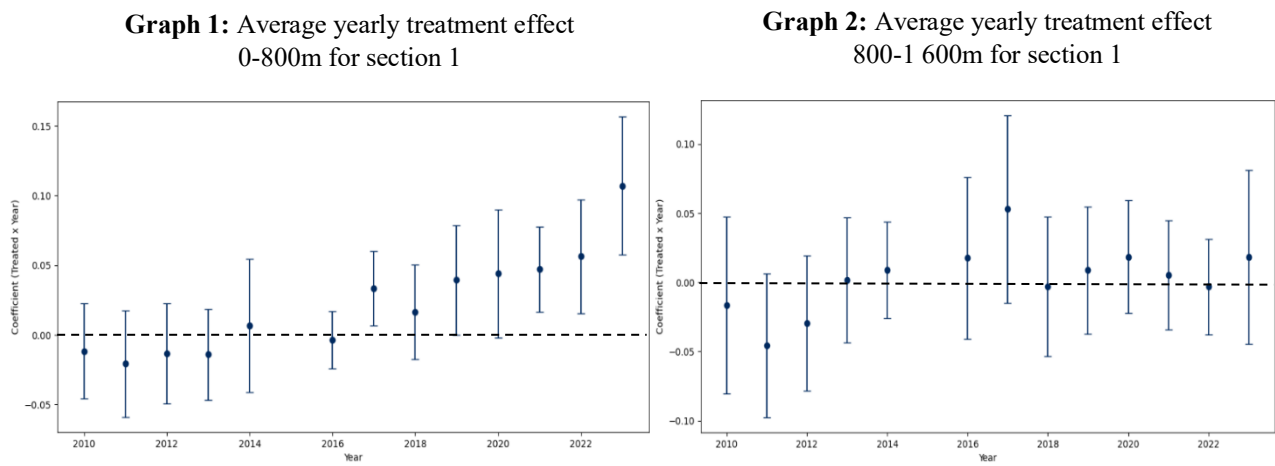 Graph 1: Average yearly treatment effect
0-800m for section 1
0.15
0.10
0.05
0.00
−0.05
Coefficient (Treated x Year)
2010 2012 2014 2016 2018 2020 2022
Year
Graph 2: Average yearly treatment effect
800-1 600m for section 1
0.10
0.05
0.00
−0.05
−0.10
Coefficient (Treated x Year)
2010 2012 2014 2016 2018 2020 2022
Year